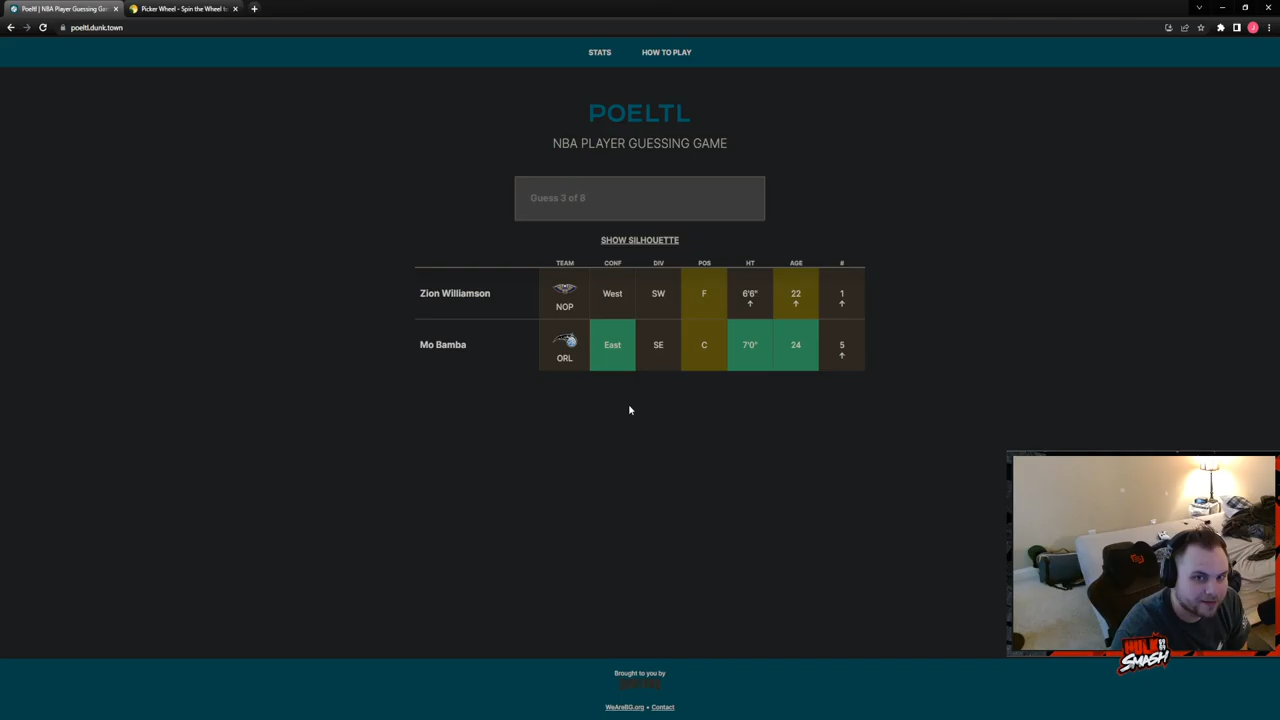 Poeltl | NBA Player Guessing Ga
Picker Wheel - Spin the Wheel t
poeltl.dunk.town
STATS
HOW TO PLAY
POELTL
NBA PLAYER GUESSING GAME
Guess 3 of 8
SHOW SILHOUETTE
TEAM CONF DIV POS HT AGE #
Zion Williamson NOP West SW F 6'6" ↑ 22 ↑ 1 ↑
Mo Bamba ORL East SE C 7'0" 24 5 ↑
HULK
SMASH
Brought to you by
WeAreBG.org • Contact